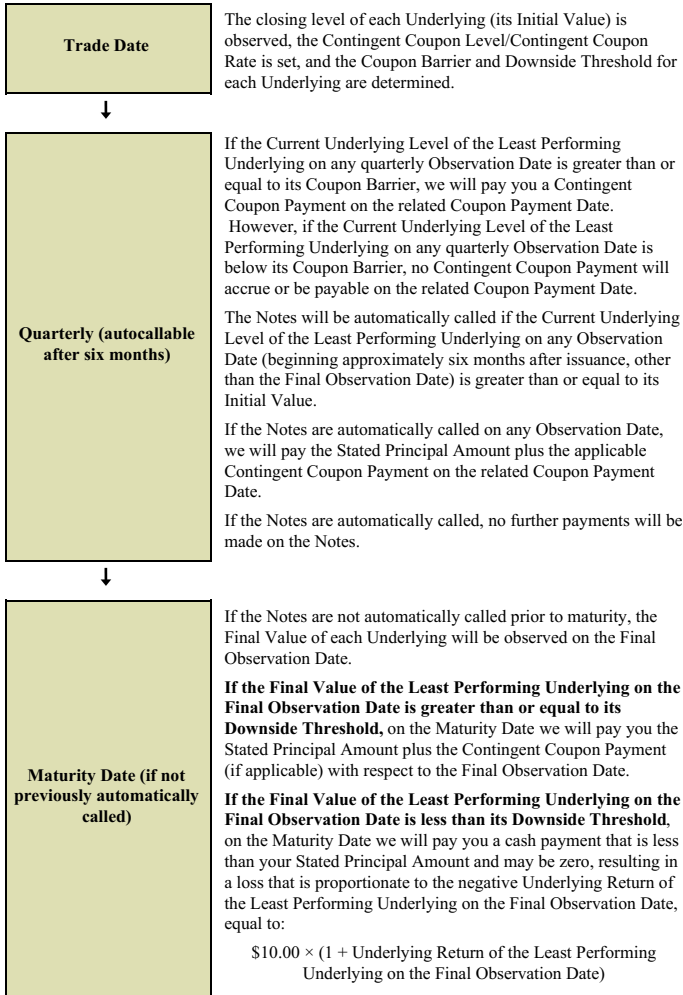 Trade Date
The closing level of each Underlying (its Initial Value) is
observed, the Contingent Coupon Level/Contingent Coupon
Rate is set, and the Coupon Barrier and Downside Threshold for
each Underlying are determined.
↓
Quarterly (autocallable
after six months)
If the Current Underlying Level of the Least Performing
Underlying on any quarterly Observation Date is greater than or
equal to its Coupon Barrier, we will pay you a Contingent
Coupon Payment on the related Coupon Payment Date.
However, if the Current Underlying Level of the Least
Performing Underlying on any quarterly Observation Date is
below its Coupon Barrier, no Contingent Coupon Payment will
accrue or be payable on the related Coupon Payment Date.
The Notes will be automatically called if the Current Underlying
Level of the Least Performing Underlying on any Observation
Date (beginning approximately six months after issuance, other
than the Final Observation Date) is greater than or equal to its
Initial Value.
If the Notes are automatically called on any Observation Date,
we will pay the Stated Principal Amount plus the applicable
Contingent Coupon Payment on the related Coupon Payment
Date.
If the Notes are automatically called, no further payments will be
made on the Notes.
↓
Maturity Date (if not
previously automatically
called)
If the Notes are not automatically called prior to maturity, the
Final Value of each Underlying will be observed on the Final
Observation Date.
If the Final Value of the Least Performing Underlying on the
Final Observation Date is greater than or equal to its
Downside Threshold, on the Maturity Date we will pay you the
Stated Principal Amount plus the Contingent Coupon Payment
(if applicable) with respect to the Final Observation Date.
If the Final Value of the Least Performing Underlying on the
Final Observation Date is less than its Downside Threshold,
on the Maturity Date we will pay you a cash payment that is less
than your Stated Principal Amount and may be zero, resulting in
a loss that is proportionate to the negative Underlying Return of
the Least Performing Underlying on the Final Observation Date,
equal to:
$10.00 × (1 + Underlying Return of the Least Performing
Underlying on the Final Observation Date)